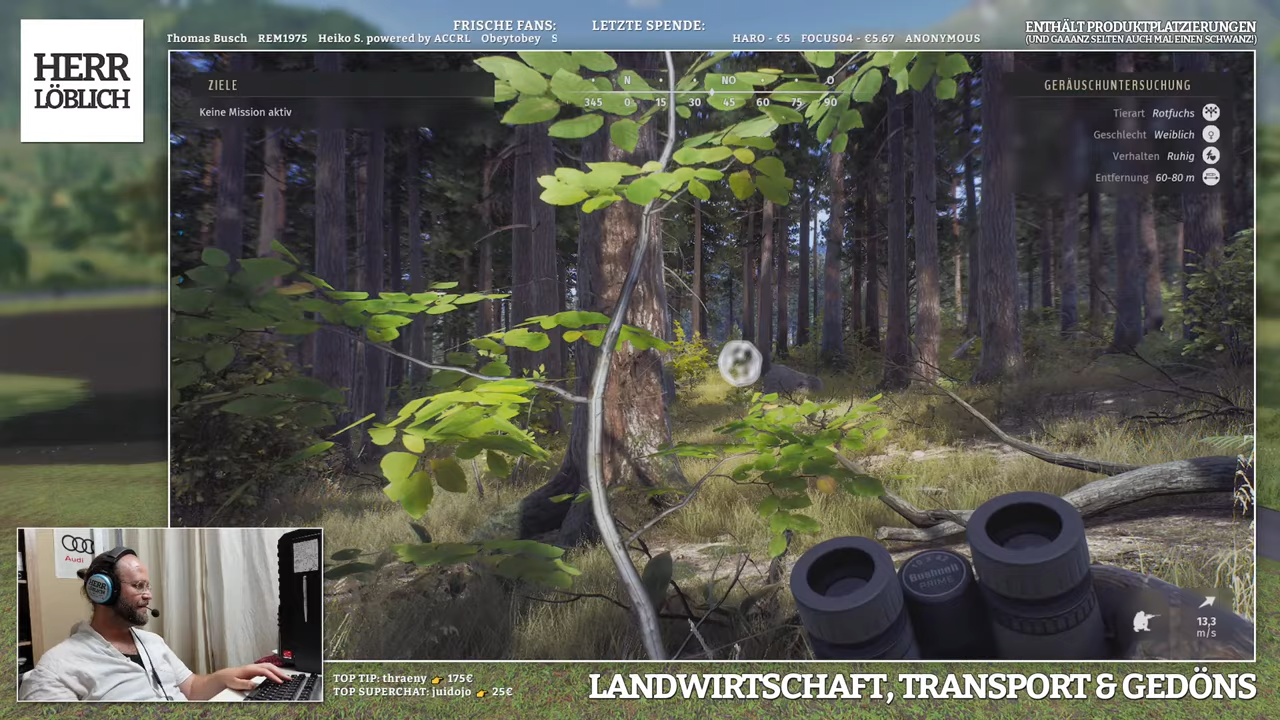 FRISCHE FANS:
LETZTE SPENDE:
ENTHÄLT PRODUKTPLATZIERUNGEN
(UND GAAANZ SELTEN AUCH MAL EINEN SCHWANZ!)
Thomas Busch REM1975 Heiko S. powered by ACCRL Obeytobey S
HARO - €5 FOCUS04 - €5.67 ANONYMOUS
HERR
LÖBLICH
ZIELE
Keine Mission aktiv
N NO O
345 0 15 30 45 60 75 90
GERÄUSCHUNTERSUCHUNG
Tierart Rotfuchs
Geschlecht Weiblich
Verhalten Ruhig
Entfernung 60-80 m
Bushnell
PRIME
13,3
m/s
Audi
TOP TIP: thraeny 👉 175€
TOP SUPERCHAT: juidojo 👉 25€
LANDWIRTSCHAFT, TRANSPORT & GEDÖNS